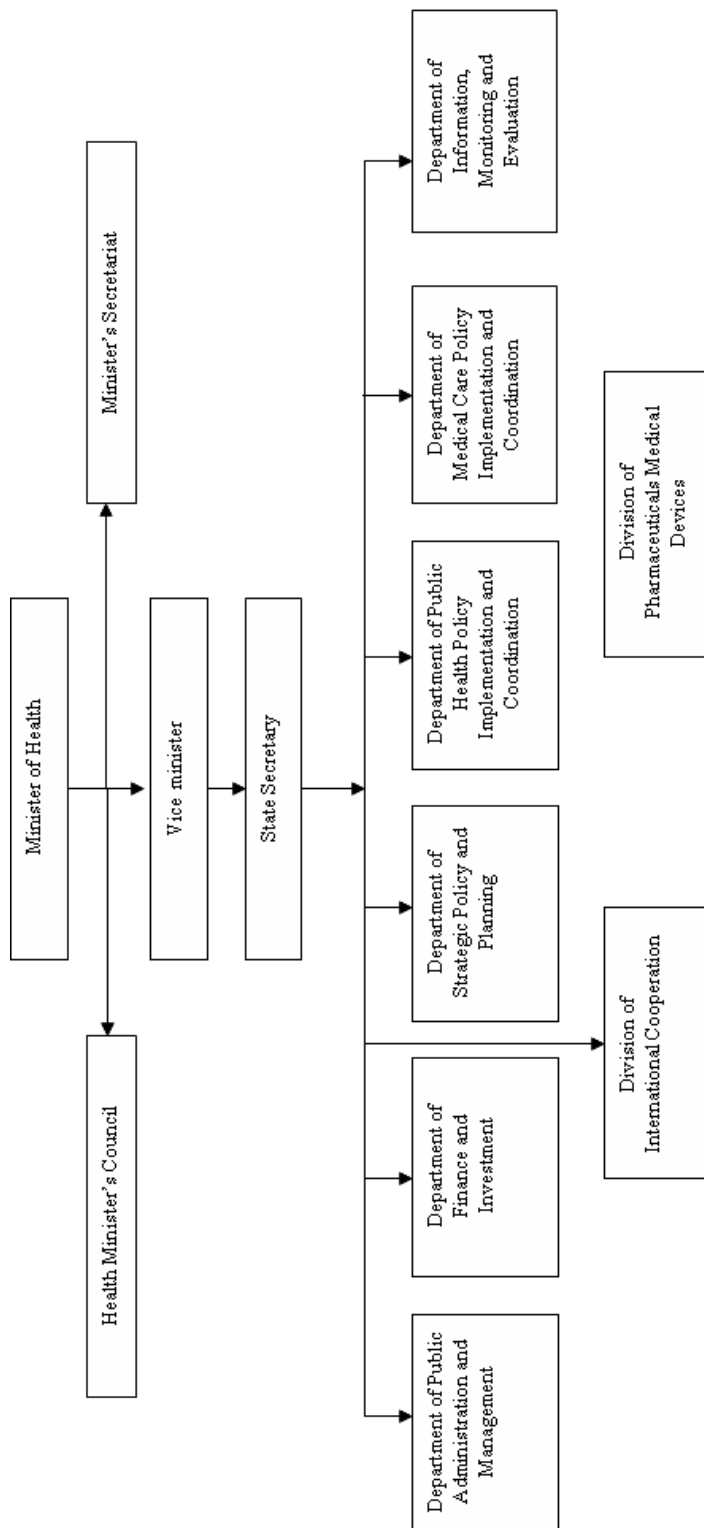 Minister of Health
Health Minister's Council
Minister's Secretariat
Vice minister
State Secretary
Department of Public
Administration and
Management
Department of
Finance and
Investment
Department of
Strategic Policy and
Planning
Department of Public
Health Policy
Implementation and
Coordination
Department of
Medical Care Policy
Implementation and
Coordination
Department of
Information,
Monitoring and
Evaluation
Division of
International Cooperation
Division of
Pharmaceuticals Medical
Devices